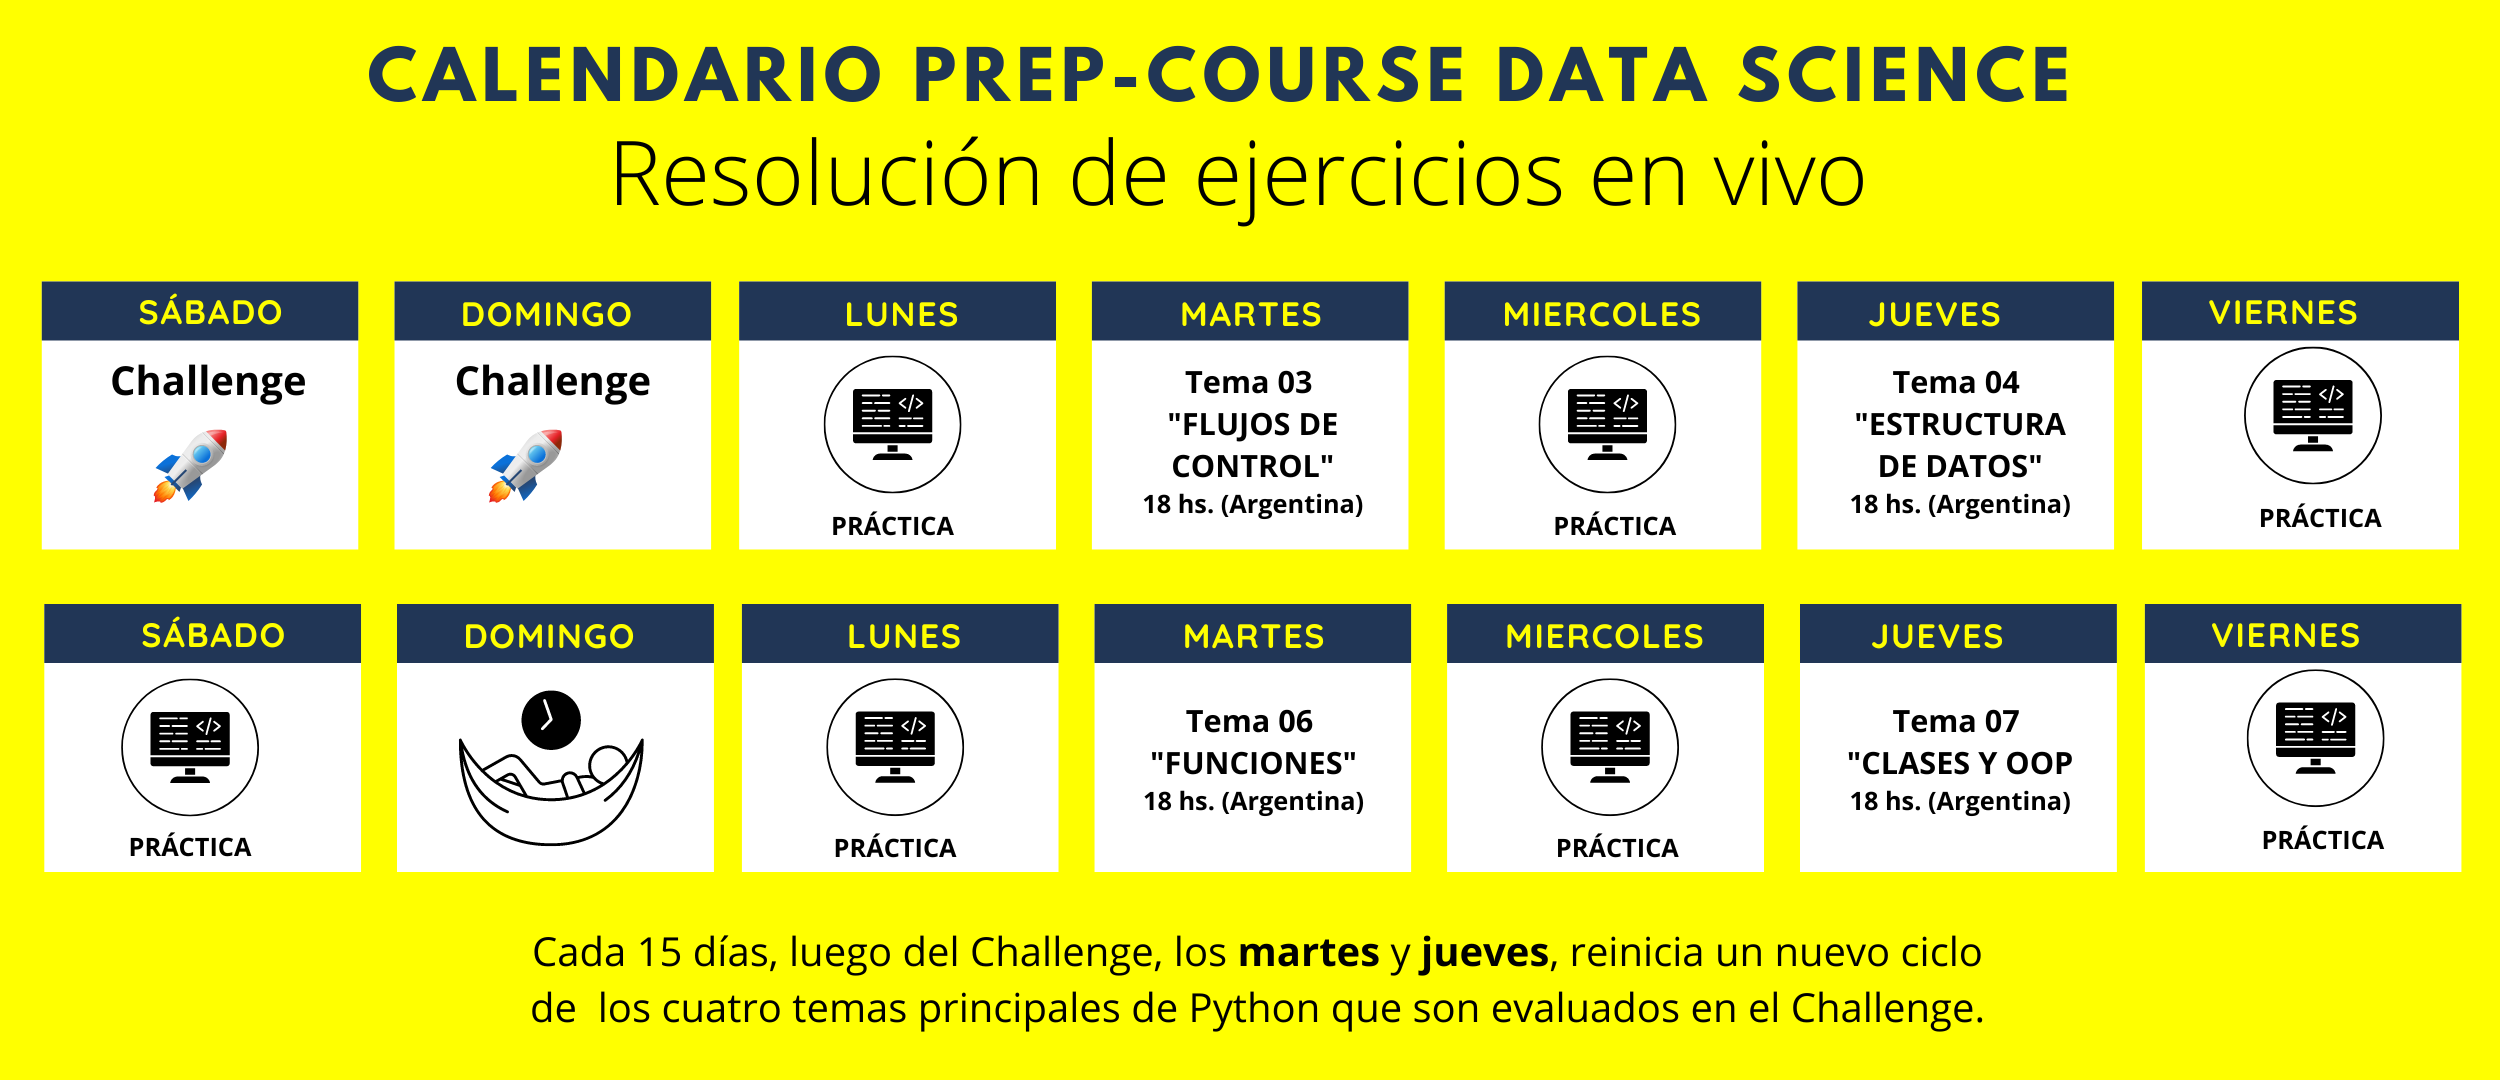 CALENDARIO PREP-COURSE DATA SCIENCE
Resolución de ejercicios en vivo
SÁBADO
Challenge
DOMINGO
Challenge
LUNES
PRÁCTICA
MARTES
Tema 03
"FLUJOS DE
CONTROL"
18 hs. (Argentina)
MIERCOLES
PRÁCTICA
JUEVES
Tema 04
"ESTRUCTURA
DE DATOS"
18 hs. (Argentina)
VIERNES
PRÁCTICA
SÁBADO
PRÁCTICA
DOMINGO
LUNES
PRÁCTICA
MARTES
Tema 06
"FUNCIONES"
18 hs. (Argentina)
MIERCOLES
PRÁCTICA
JUEVES
Tema 07
"CLASES Y OOP
18 hs. (Argentina)
VIERNES
PRÁCTICA
Cada 15 días, luego del Challenge, los martes y jueves, reinicia un nuevo ciclo
de  los cuatro temas principales de Python que son evaluados en el Challenge.